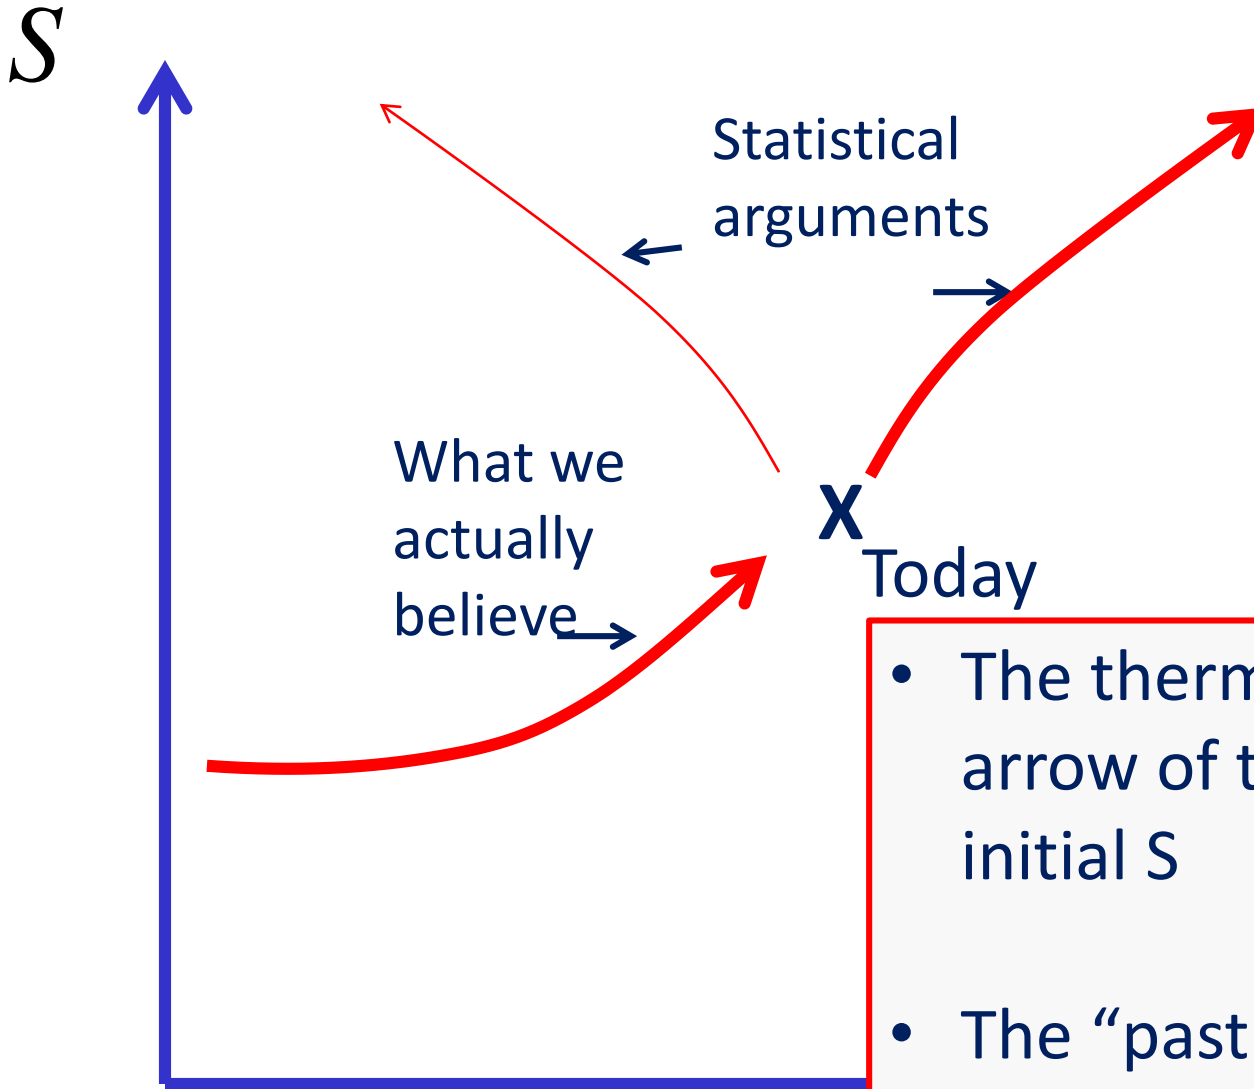 S
Statistical
arguments
What we
actually
believe
X
Today
• The
arrow of
initial S
• The “past